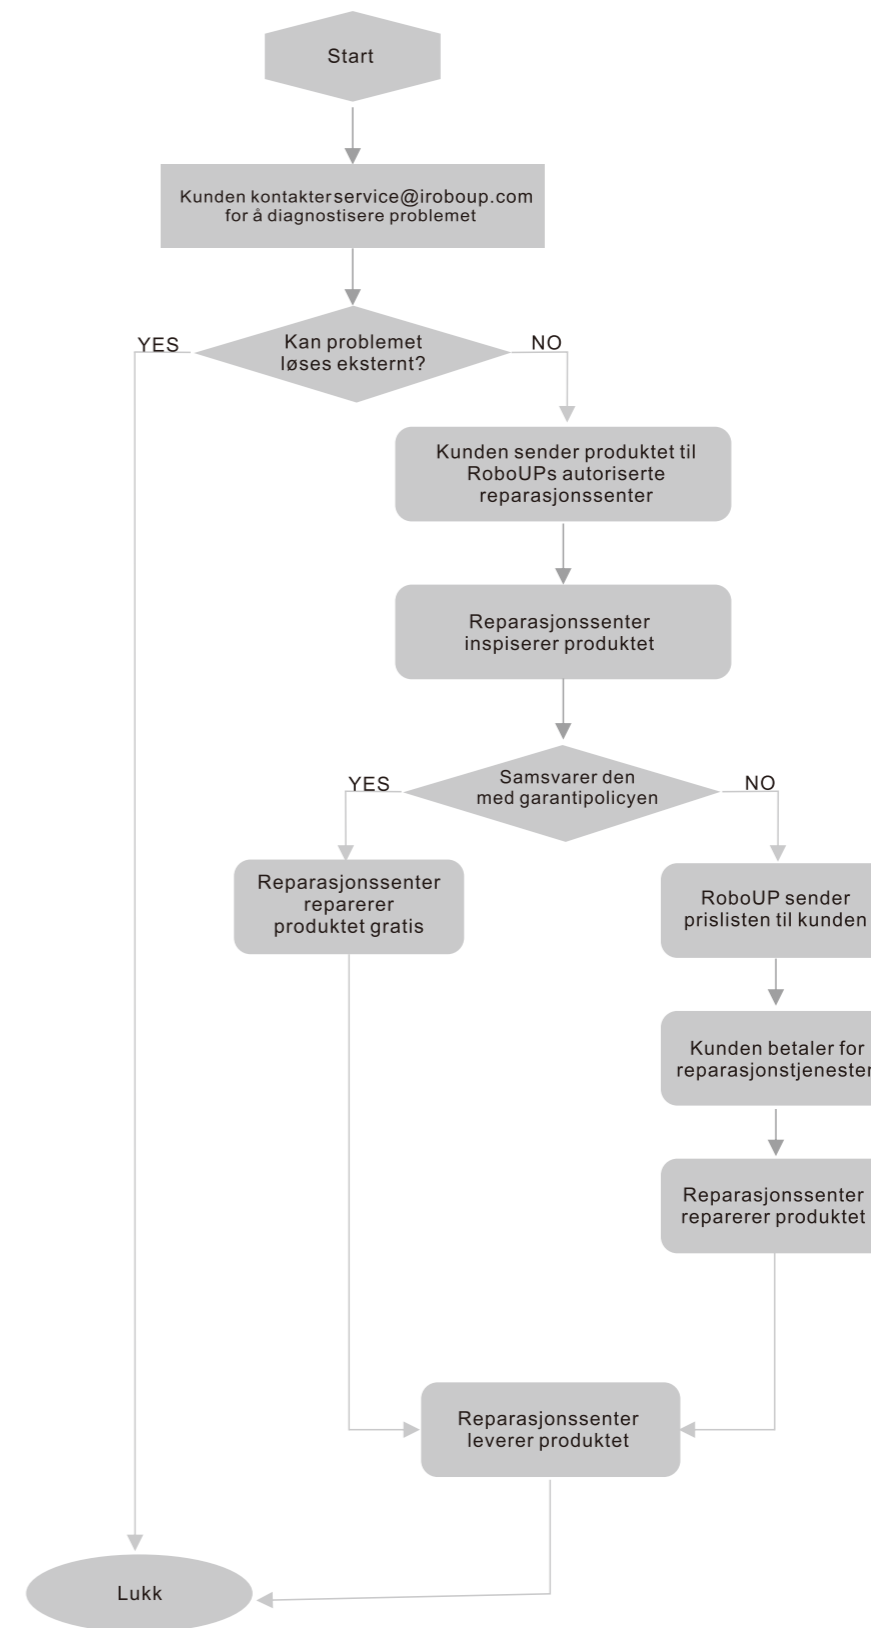 Start
Kunden kontakterservice@iroboup.com
for å diagnostisere problemet
YES
Kan problemet
løses eksternt?
NO
Kunden sender produktet til
RoboUPs autoriserte
reparasjonssenter
Reparasjonssenter
inspiserer produktet
YES
Samsvarer den
med garantipolicyen
NO
Reparasjonssenter
reparerer
produktet gratis
RoboUP sender
prislisten til kunden
Kunden betaler for
reparasjonstjenester
Reparasjonssenter
reparerer produktet
Reparasjonssenter
leverer produktet
Lukk